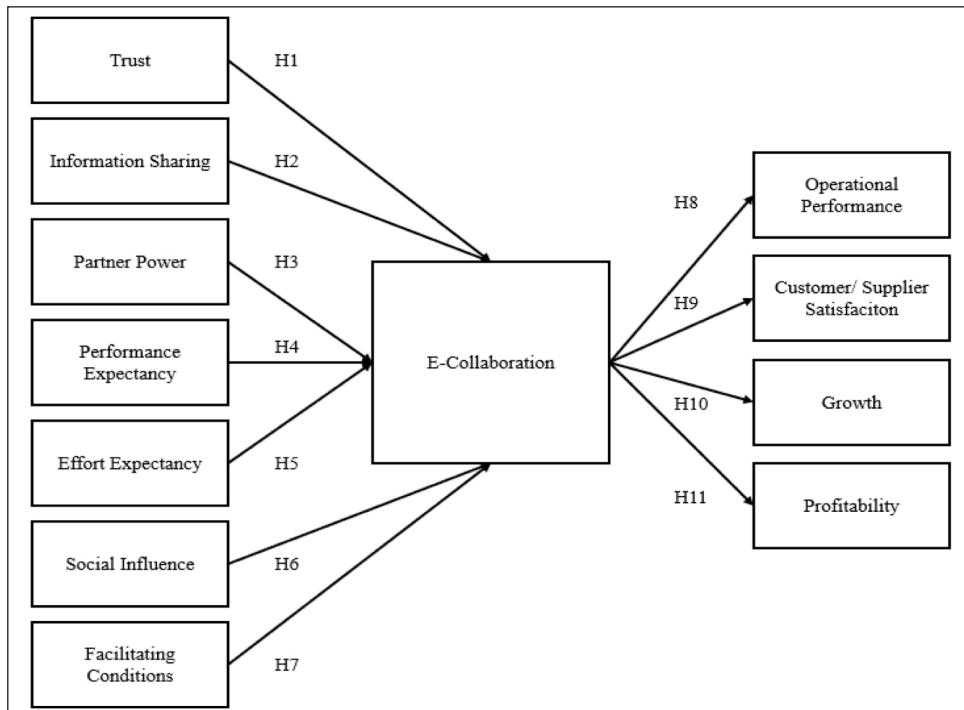 Trust
H1
Information Sharing
H2
Partner Power
H3
Performance
Expectancy
H4
Effort Expectancy
H5
Social Influence
H6
Facilitating
Conditions
H7
E-Collaboration
H8
Operational
Performance
H9
Customer/ Supplier
Satisfaciton
H10
Growth
H11
Profitability